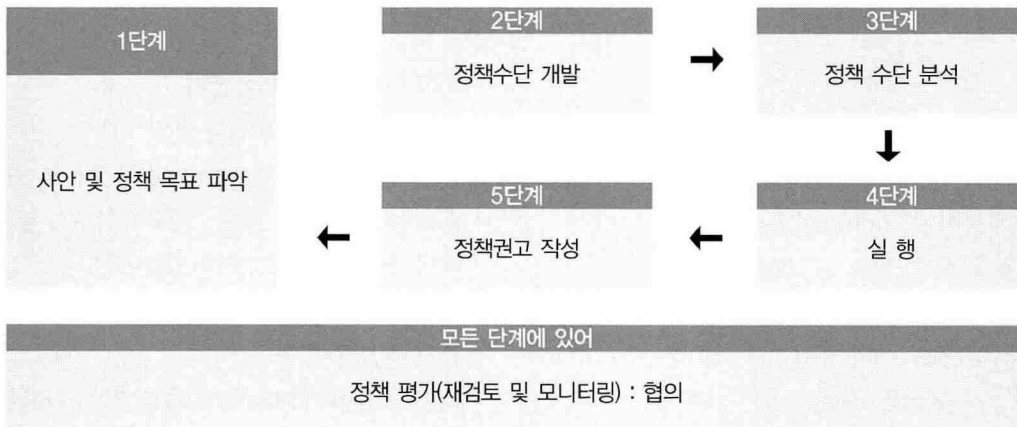 1단계
사안 및 정책 목표 파악
2단계
정책수단 개발
3단계
정책 수단 분석
4단계
실 행
5단계
정책권고 작성
모든 단계에 있어
정책 평가(재검토 및 모니터링) : 협의